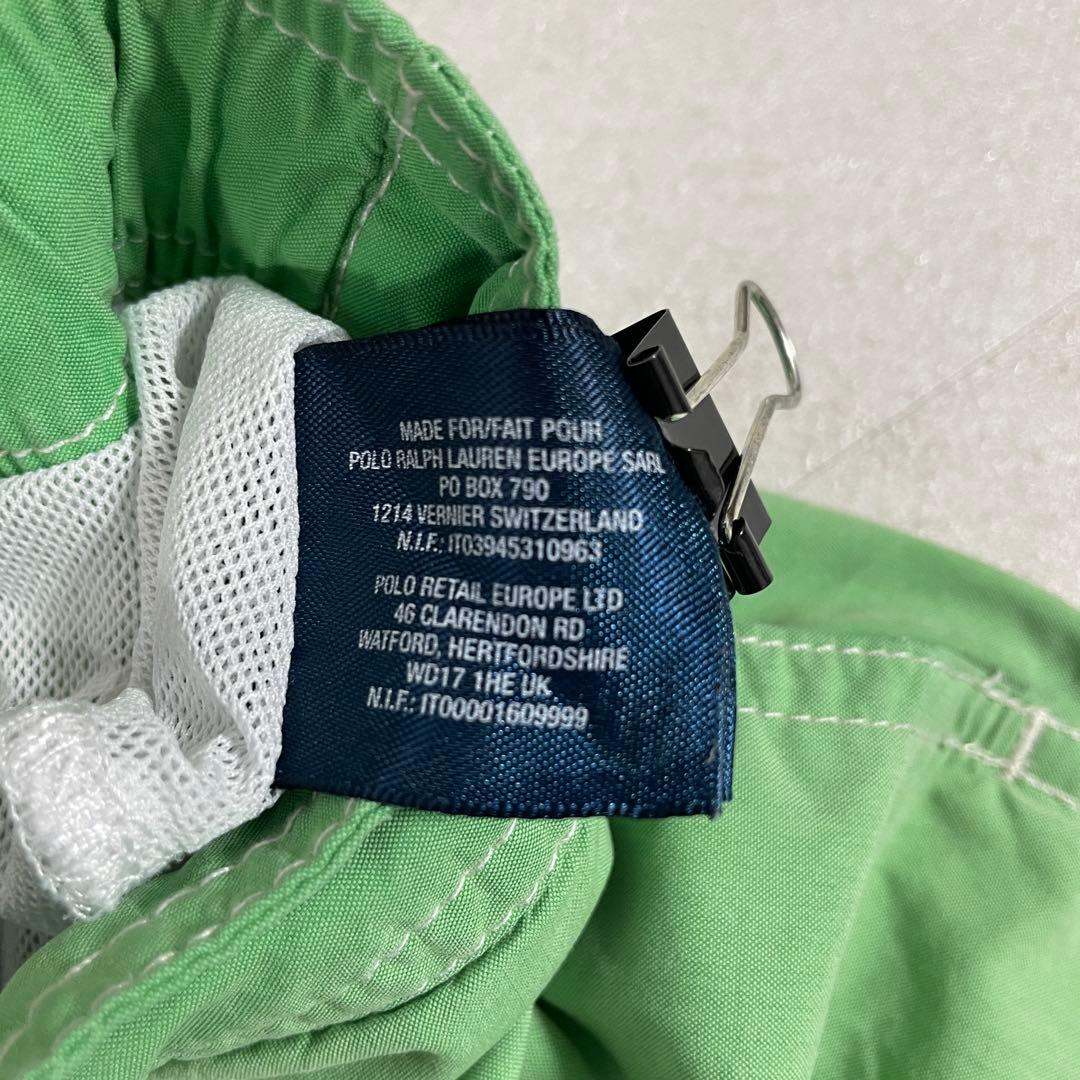 MADE FOR/FAIT POUR
POLO RALPH LAUREN EUROPE SARL
PO BOX 790
1214 VERNIER SWITZERLAND
N.I.F.: IT03945310963
POLO RETAIL EUROPE LTD
46 CLARENDON RD
WATFORD, HERTFORDSHIRE
WD17 1HE UK
N.I.F.: IT00001609999